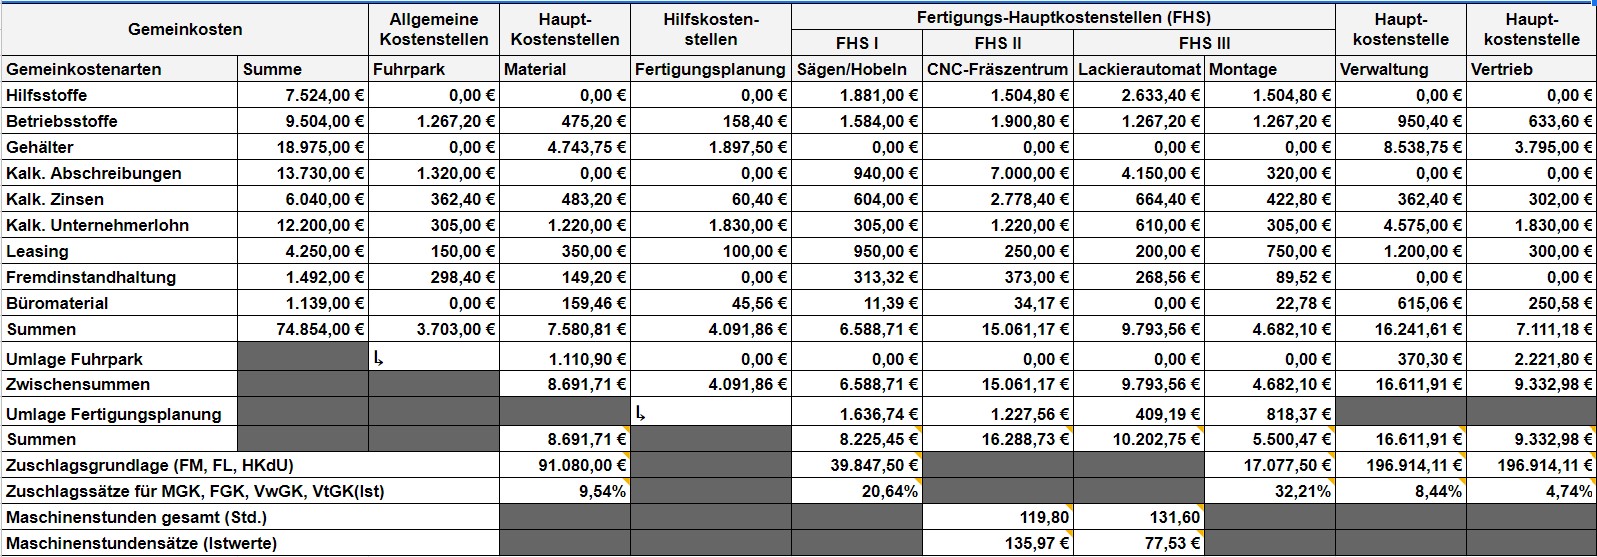 Gemeinkosten Allgemeine Kostenstellen Haupt-Kostenstellen Hilfskosten-stellen Fertigungs-Hauptkostenstellen (FHS) Haupt-kostenstelle Haupt-kostenstelle
FHS I FHS II FHS III
Gemeinkostenarten Summe Fuhrpark Material Fertigungsplanung Sägen/Hobeln CNC-Fräszentrum Lackierautomat Montage Verwaltung Vertrieb
Hilfsstoffe 7.524,00 € 0,00 € 0,00 € 0,00 € 1.881,00 € 1.504,80 € 2.633,40 € 1.504,80 € 0,00 € 0,00 €
Betriebsstoffe 9.504,00 € 1.267,20 € 475,20 € 158,40 € 1.584,00 € 1.900,80 € 1.267,20 € 1.267,20 € 950,40 € 633,60 €
Gehälter 18.975,00 € 0,00 € 4.743,75 € 1.897,50 € 0,00 € 0,00 € 0,00 € 0,00 € 8.538,75 € 3.795,00 €
Kalk. Abschreibungen 13.730,00 € 1.320,00 € 0,00 € 0,00 € 940,00 € 7.000,00 € 4.150,00 € 320,00 € 0,00 € 0,00 €
Kalk. Zinsen 6.040,00 € 362,40 € 483,20 € 60,40 € 604,00 € 2.778,40 € 664,40 € 422,80 € 362,40 € 302,00 €
Kalk. Unternehmerlohn 12.200,00 € 305,00 € 1.220,00 € 1.830,00 € 305,00 € 1.220,00 € 610,00 € 305,00 € 4.575,00 € 1.830,00 €
Leasing 4.250,00 € 150,00 € 350,00 € 100,00 € 950,00 € 250,00 € 200,00 € 750,00 € 1.200,00 € 300,00 €
Fremdinstandhaltung 1.492,00 € 298,40 € 149,20 € 0,00 € 313,32 € 373,00 € 268,56 € 89,52 € 0,00 € 0,00 €
Büromaterial 1.139,00 € 0,00 € 159,46 € 45,56 € 11,39 € 34,17 € 0,00 € 22,78 € 615,06 € 250,58 €
Summen 74.854,00 € 3.703,00 € 7.580,81 € 4.091,86 € 6.588,71 € 15.061,17 € 9.793,56 € 4.682,10 € 16.241,61 € 7.111,18 €
Umlage Fuhrpark ↳ 1.110,90 € 0,00 € 0,00 € 0,00 € 0,00 € 0,00 € 370,30 € 2.221,80 €
Zwischensummen 8.691,71 € 4.091,86 € 6.588,71 € 15.061,17 € 9.793,56 € 4.682,10 € 16.611,91 € 9.332,98 €
Umlage Fertigungsplanung ↳ 1.636,74 € 1.227,56 € 409,19 € 818,37 €
Summen 8.691,71 € 8.225,45 € 16.288,73 € 10.202,75 € 5.500,47 € 16.611,91 € 9.332,98 €
Zuschlagsgrundlage (FM, FL, HKdU) 91.080,00 € 39.847,50 € 17.077,50 € 196.914,11 € 196.914,11 €
Zuschlagssätze für MGK, FGK, VwGK, VtGK(Ist) 9,54% 20,64% 32,21% 8,44% 4,74%
Maschinenstunden gesamt (Std.) 119,80 131,60
Maschinenstundensätze (Istwerte) 135,97 € 77,53 €